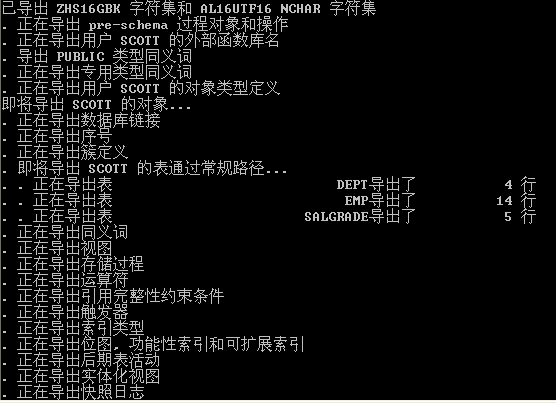 已导出 ZHS16GBK 字符集和 AL16UTF16 NCHAR 字符集
. 正在导出 pre-schema 过程对象和操作
. 正在导出用户 SCOTT 的外部函数库名
. 导出 PUBLIC 类型同义词
. 正在导出专用类型同义词
. 正在导出用户 SCOTT 的对象类型定义
即将导出 SCOTT 的对象...
. 正在导出数据库链接
. 正在导出序号
. 正在导出簇定义
. 即将导出 SCOTT 的表通过常规路径...
. . 正在导出表 DEPT导出了 4 行
. . 正在导出表 EMP导出了 14 行
. . 正在导出表 SALGRADE导出了 5 行
. 正在导出同义词
. 正在导出视图
. 正在导出存储过程
. 正在导出运算符
. 正在导出引用完整性约束条件
. 正在导出触发器
. 正在导出索引类型
. 正在导出位图, 功能性索引和可扩展索引
. 正在导出后期表活动
. 正在导出实体化视图
. 正在导出快照日志